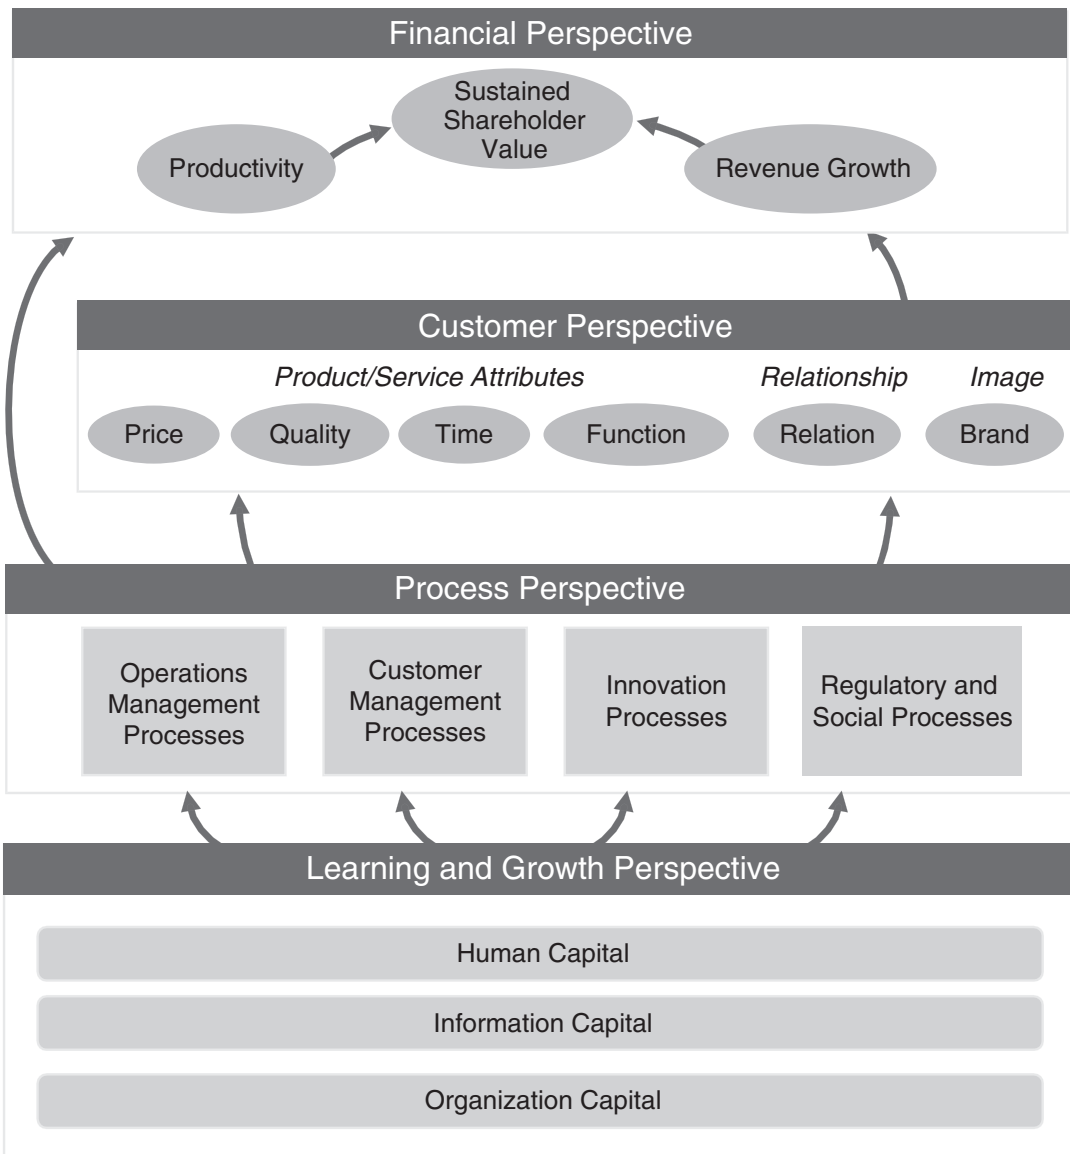 Financial Perspective
Sustained
Shareholder
Value
Productivity
Revenue Growth
Customer Perspective
Product/Service Attributes
Relationship
Image
Price
Quality
Time
Function
Relation
Brand
Process Perspective
Operations
Management
Processes
Customer
Management
Processes
Innovation
Processes
Regulatory and
Social Processes
Learning and Growth Perspective
Human Capital
Information Capital
Organization Capital